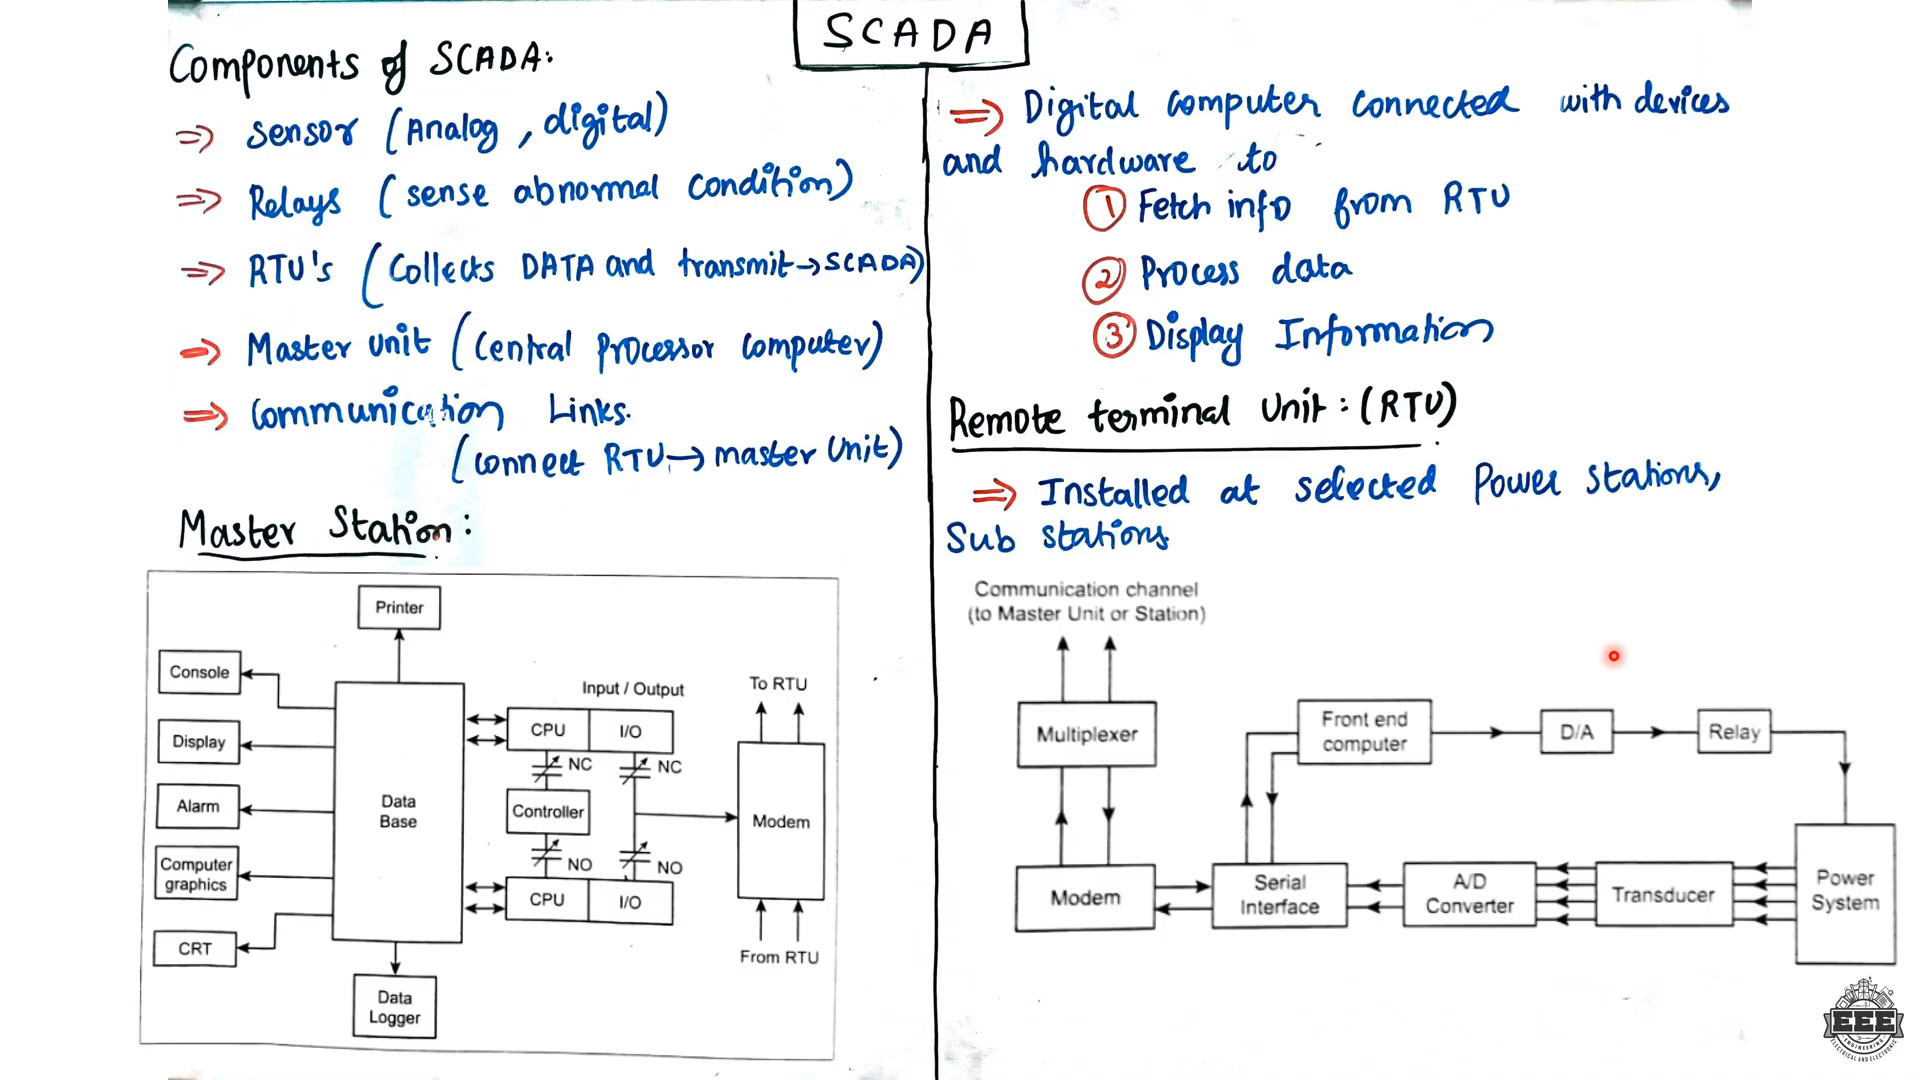 SCADA
Components of SCADA:
⇒ Sensor (Analog, digital)
⇒ Relays (sense abnormal condition)
⇒ RTU's (Collects DATA and transmit→SCADA)
⇒ Master unit (Central Processor computer)
⇒ Communication Links.
(connect RTU→master Unit)
Master Station:
Printer
Console
Display
Alarm
Computer
graphics
CRT
Data
Base
Data
Logger
Input / Output
CPU I/O
NC NC
Controller
NO NO
CPU I/O
To RTU
Modem
From RTU
⇒ Digital computer connected with devices
and hardware to
① Fetch info from RTU
② Process data
③ Display Information
Remote terminal Unit: (RTU)
⇒ Installed at selected Power Stations,
Sub stations
Communication channel
(to Master Unit or Station)
Multiplexer
Front end
computer
D/A
Relay
Modem
Serial
Interface
A/D
Converter
Transducer
Power
System
EEE
ENGINEERING
ELECTRICAL AND ELECTRONIC